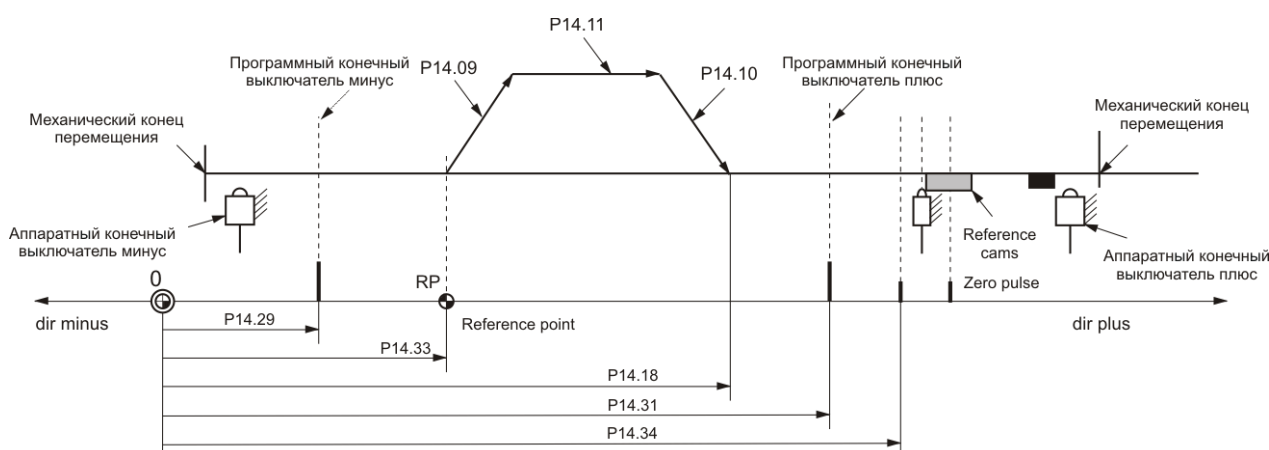 P14.11
Программный конечный
выключатель минус
P14.09
P14.10
Программный конечный
выключатель плюс
Механический конец
перемещения
Механический конец
перемещения
Аппаратный конечный
выключатель минус
Reference
cams
Аппаратный конечный
выключатель плюс
0
RP
Zero pulse
dir minus
P14.29
Reference point
dir plus
P14.33
P14.18
P14.31
P14.34